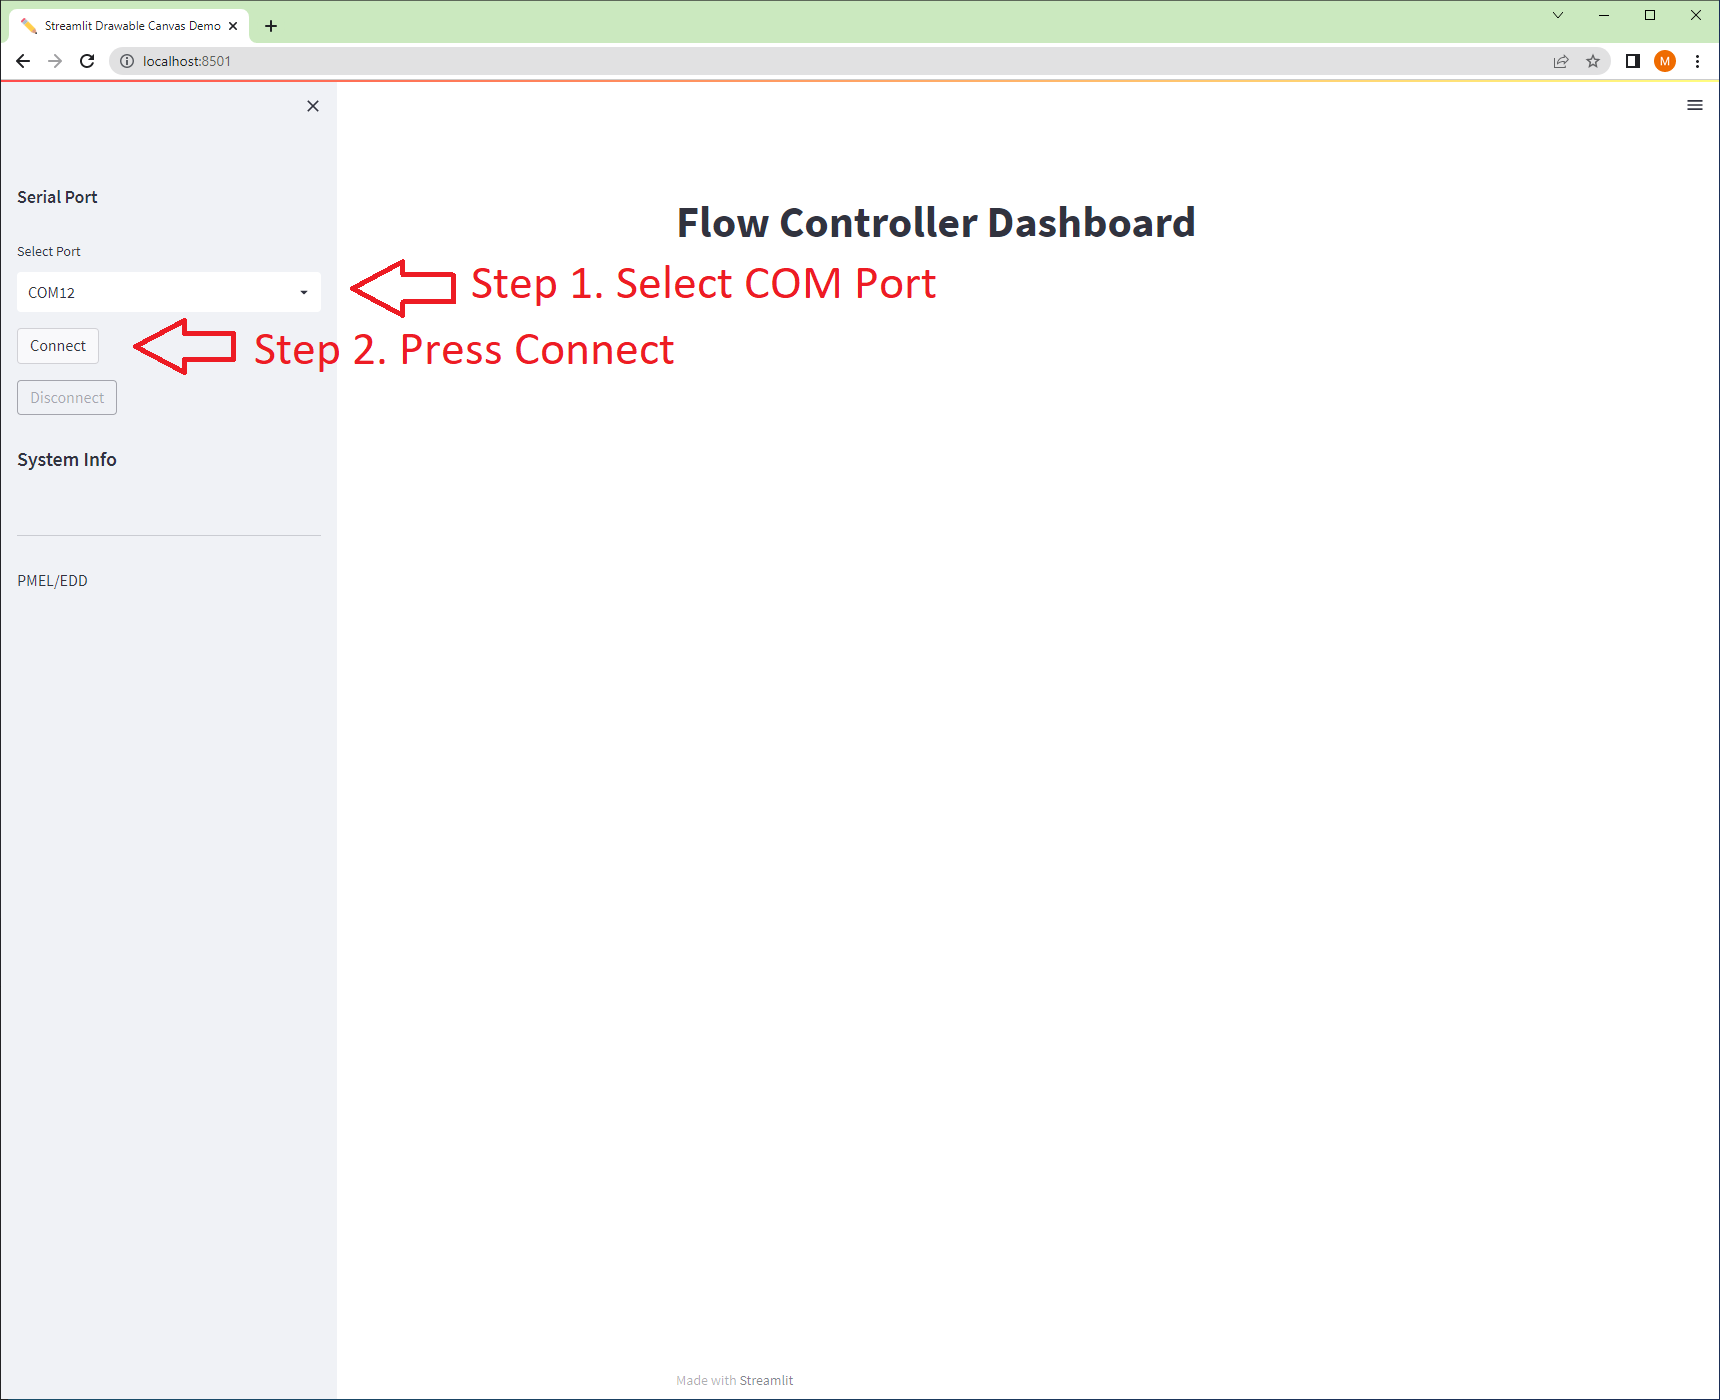 Streamlit Drawable Canvas Demo
localhost:8501
M
Serial Port
Flow Controller Dashboard
Select Port
COM12
Step 1. Select COM Port
Connect
Step 2. Press Connect
Disconnect
System Info
PMEL/EDD
Made with Streamlit